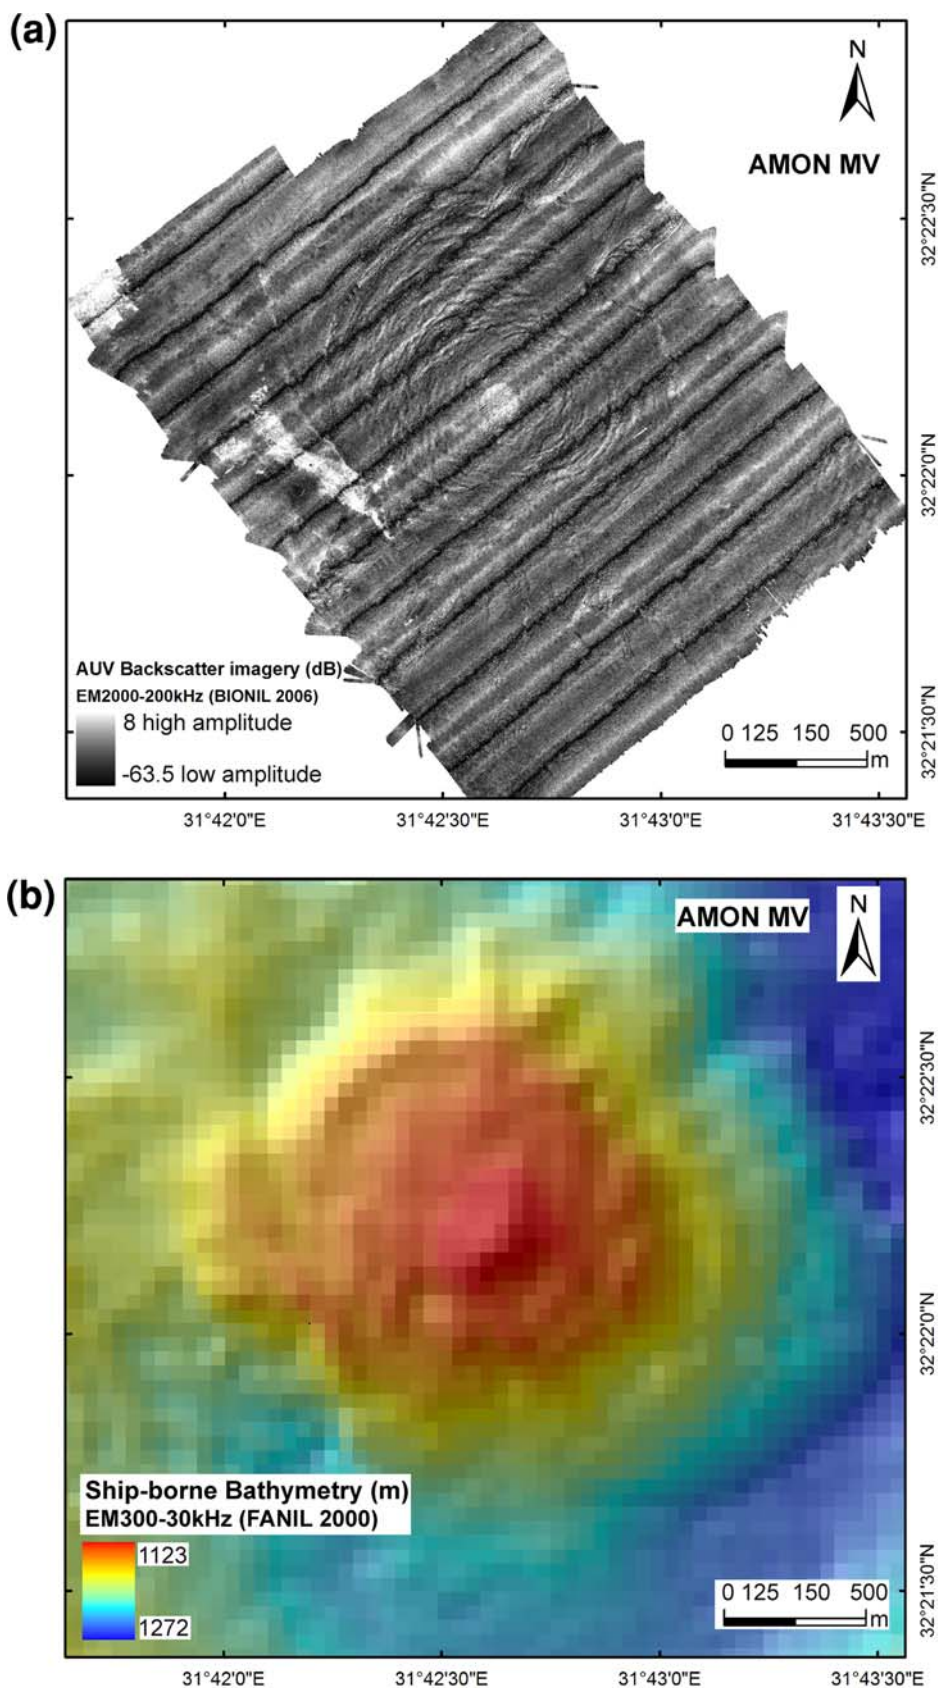 (a)
N
AMON MV
32°22'30"N
32°22'0"N
32°21'30"N
AUV Backscatter imagery (dB)
EM2000-200kHz (BIONIL 2006)
8 high amplitude
-63.5 low amplitude
0 125 150 500
m
31°42'0"E 31°42'30"E 31°43'0"E 31°43'30"E
(b)
AMON MV
N
32°22'30"N
32°22'0"N
32°21'30"N
Ship-borne Bathymetry (m)
EM300-30kHz (FANIL 2000)
1123
1272
0 125 150 500
m
31°42'0"E 31°42'30"E 31°43'0"E 31°43'30"E